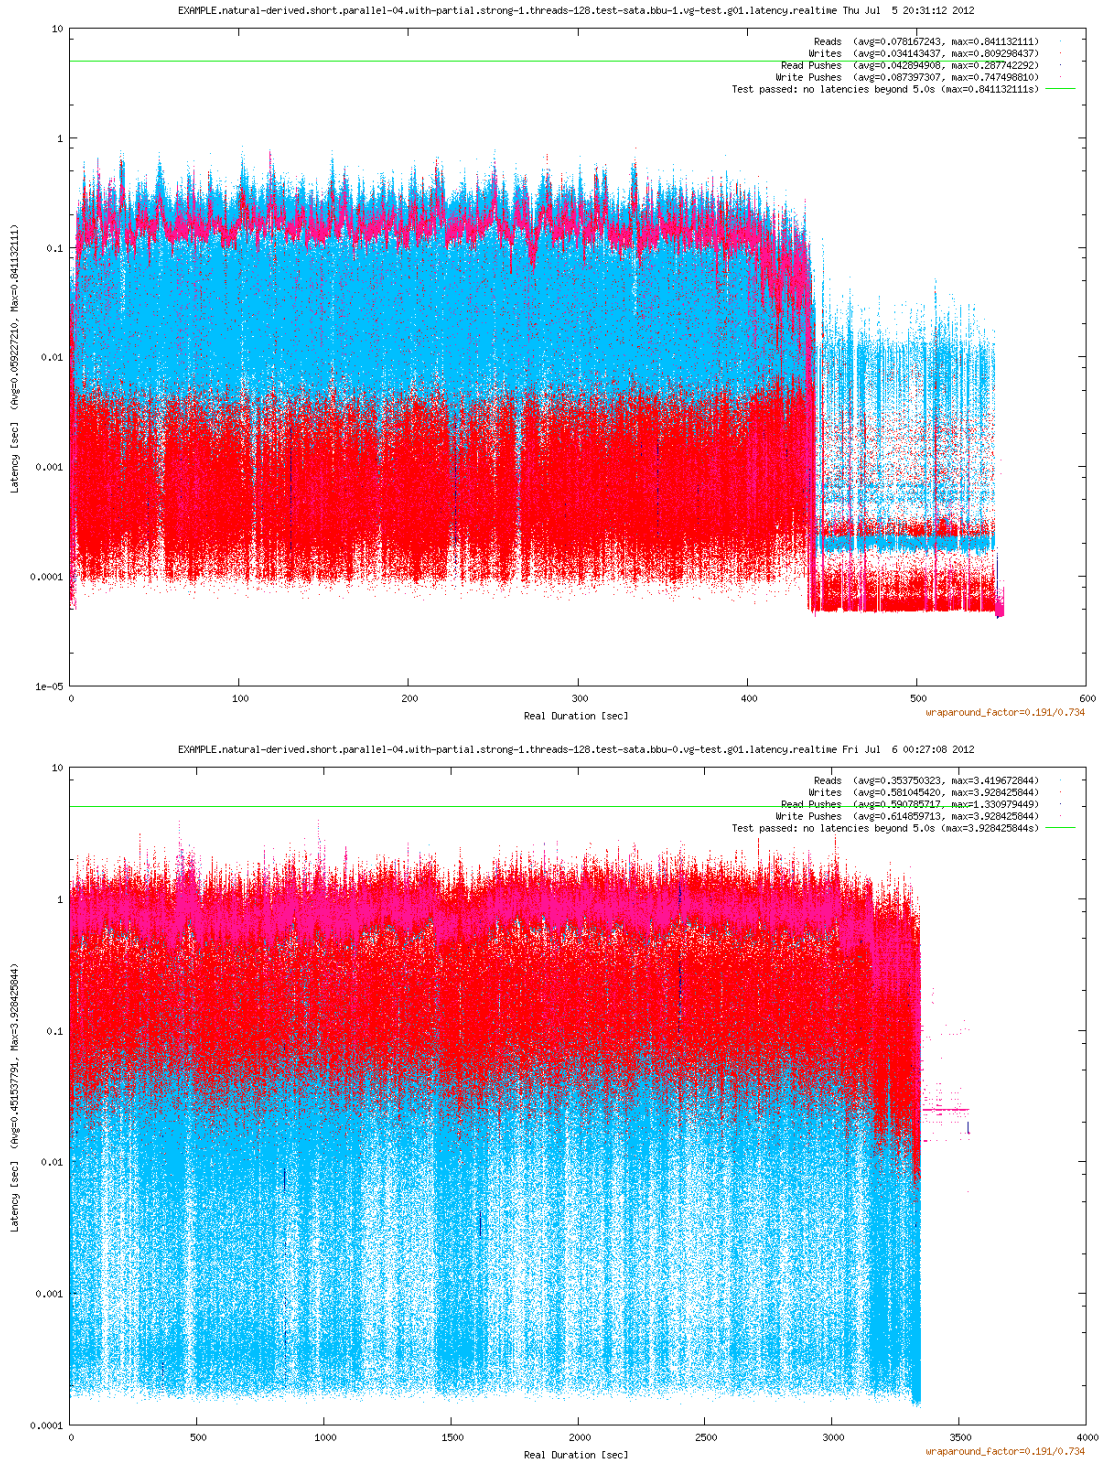 EXAMPLE.natural-derived.short.parallel-04.with-partial.strong-1.threads-128.test-sata.bbu-1.vg-test.g01.latency.realtime Thu Jul  5 20:31:12 2012
Reads (avg=0.078167243, max=0.841132111)
Writes (avg=0.034143437, max=0.809298437)
Read Pushes (avg=0.042894908, max=0.287742292)
Write Pushes (avg=0.087397307, max=0.747498810)
Test passed: no latencies beyond 5.0s (max=0.841132111s)
10
1
0.1
0.01
0.001
0.0001
1e-05
Latency [sec] (Avg=0.059227210, Max=0.841132111)
0 100 200 300 400 500 600
Real Duration [sec]
wraparound_factor=0.191/0.734
EXAMPLE.natural-derived.short.parallel-04.with-partial.strong-1.threads-128.test-sata.bbu-0.vg-test.g01.latency.realtime Fri Jul  6 00:27:08 2012
Reads (avg=0.353750323, max=3.419672844)
Writes (avg=0.581045420, max=3.928425844)
Read Pushes (avg=0.590785717, max=1.330979449)
Write Pushes (avg=0.614859713, max=3.928425844)
Test passed: no latencies beyond 5.0s (max=3.928425844s)
10
1
0.1
0.01
0.001
0.0001
Latency [sec] (Avg=0.451537791, Max=3.928425844)
0 500 1000 1500 2000 2500 3000 3500 4000
Real Duration [sec]
wraparound_factor=0.191/0.734